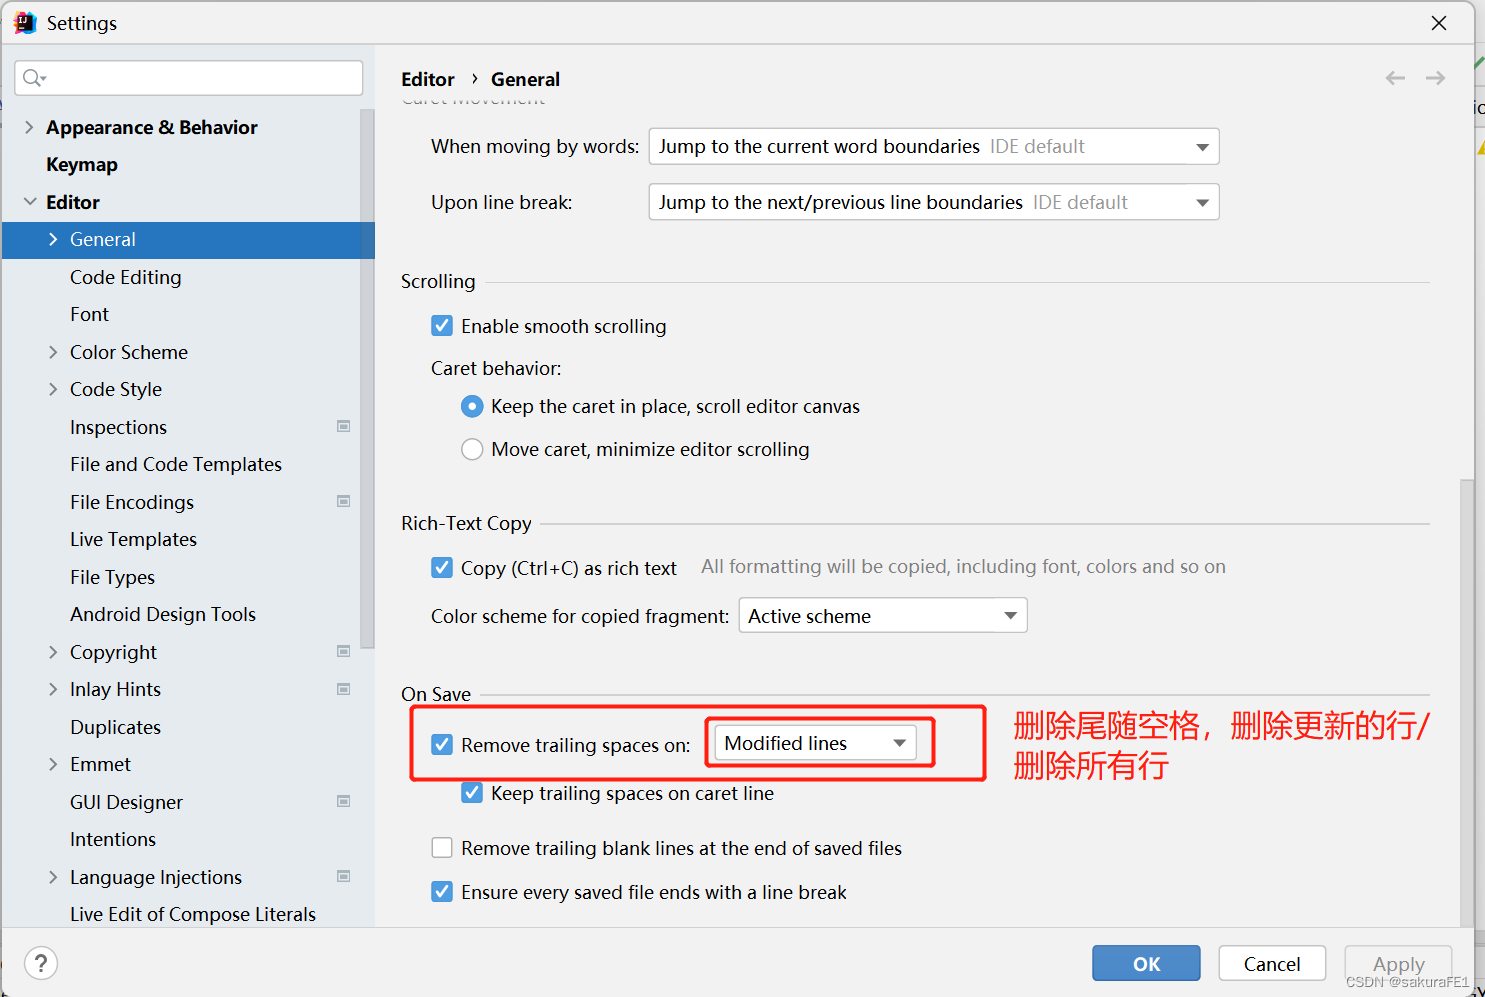 Settings
Editor › General
Caret Movement
When moving by words: Jump to the current word boundaries IDE default
Upon line break: Jump to the next/previous line boundaries IDE default
Scrolling
Enable smooth scrolling
Caret behavior:
Keep the caret in place, scroll editor canvas
Move caret, minimize editor scrolling
Rich-Text Copy
Copy (Ctrl+C) as rich text All formatting will be copied, including font, colors and so on
Color scheme for copied fragment: Active scheme
On Save
Remove trailing spaces on: Modified lines
删除尾随空格，删除更新的行/
删除所有行
Keep trailing spaces on caret line
Remove trailing blank lines at the end of saved files
Ensure every saved file ends with a line break
Appearance & Behavior
Keymap
Editor
General
Code Editing
Font
Color Scheme
Code Style
Inspections
File and Code Templates
File Encodings
Live Templates
File Types
Android Design Tools
Copyright
Inlay Hints
Duplicates
Emmet
GUI Designer
Intentions
Language Injections
Live Edit of Compose Literals
?
OK
Cancel
Apply
CSDN @sakuraFE1